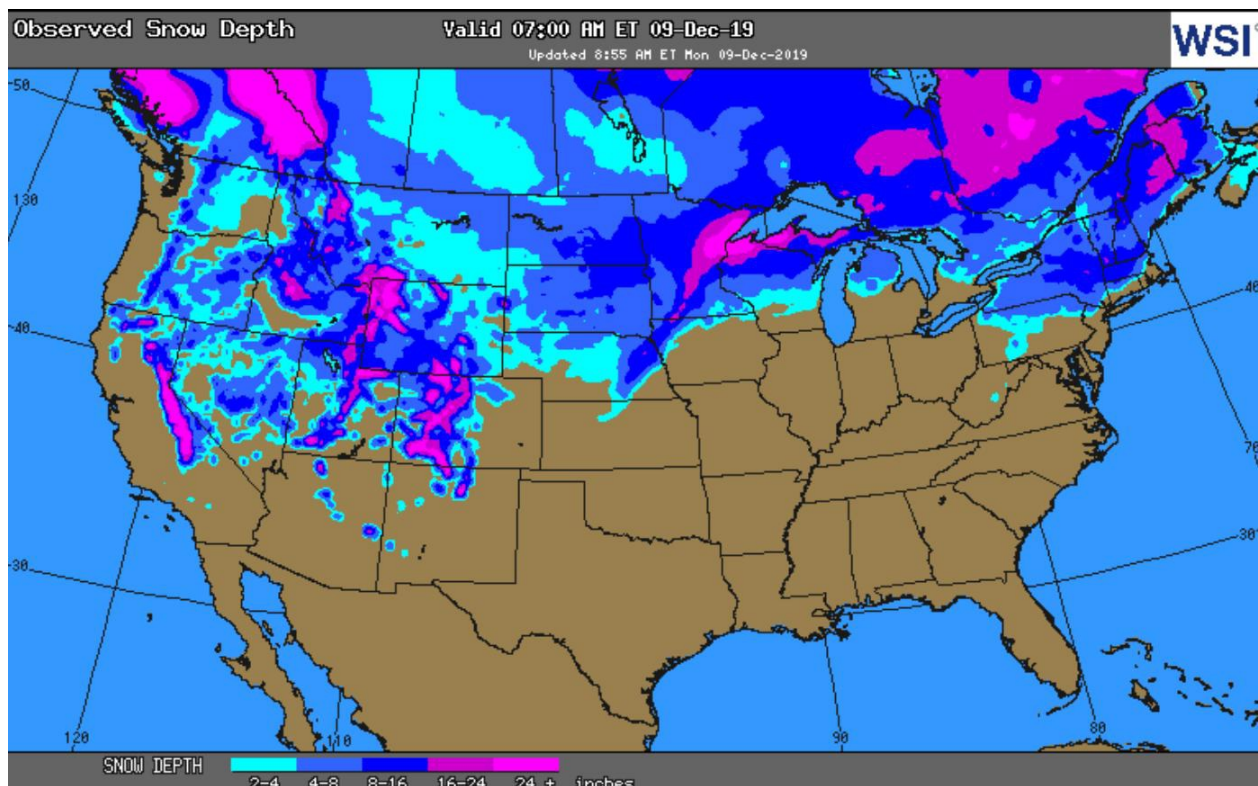 Observed Snow Depth
Valid 07:00 AM ET 09-Dec-19
Updated 8:55 AM ET Mon 09-Dec-2019
WSI
-50
130
-40
40
70
-30
30
120
110
90
80
SNOW DEPTH
2-4 4-8 8-16 16-24 24 + inches